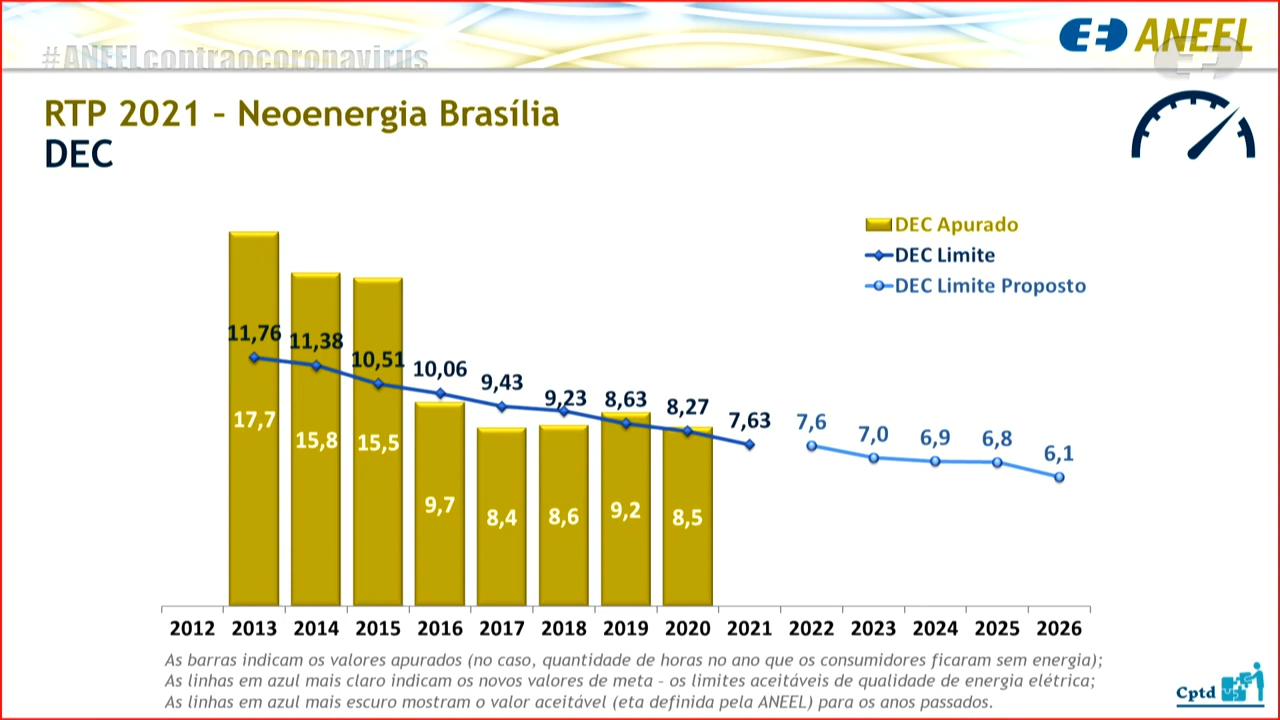 #ANEELcontraocoronavirus
ANEEL
RTP 2021 – Neoenergia Brasília
DEC
DEC Apurado
DEC Limite
DEC Limite Proposto
11,76 11,38 10,51 10,06 9,43 9,23 8,63 8,27 7,63 7,6 7,0 6,9 6,8 6,1
17,7 15,8 15,5 9,7 8,4 8,6 9,2 8,5
2012 2013 2014 2015 2016 2017 2018 2019 2020 2021 2022 2023 2024 2025 2026
As barras indicam os valores apurados (no caso, quantidade de horas no ano que os consumidores ficaram sem energia);
As linhas em azul mais claro indicam os novos valores de meta – os limites aceitáveis de qualidade de energia elétrica;
As linhas em azul mais escuro mostram o valor aceitável (eta definida pela ANEEL) para os anos passados.
Cptd